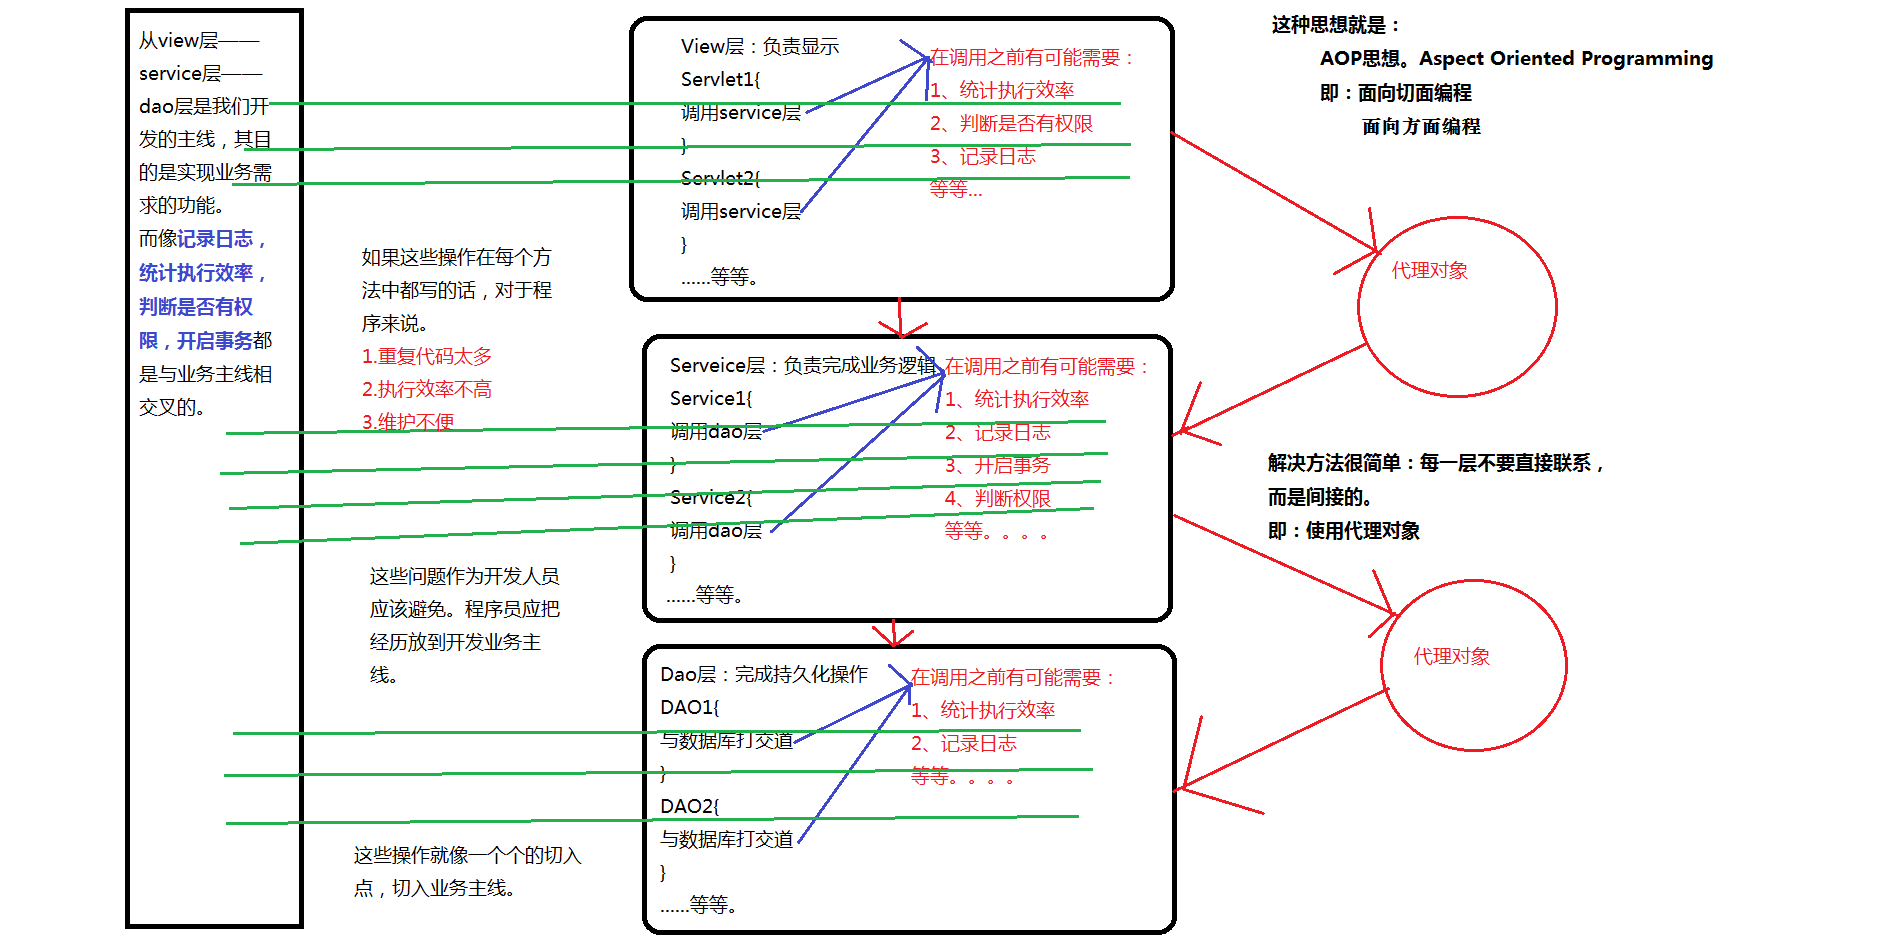 从view层——
service层——
dao层是我们开
发的主线，其目
的是实现业务需
求的功能。
而像记录日志，
统计执行效率，
判断是否有权
限，开启事务都
是与业务主线相
交叉的。
如果这些操作在每个方
法中都写的话，对于程
序来说。
1.重复代码太多
2.执行效率不高
3.维护不便
这些问题作为开发人员
应该避免。程序员应把
经历放到开发业务主
线。
这些操作就像一个个的切入
点，切入业务主线。
View层：负责显示
Servlet1{
调用service层
}
Servlet2{
调用service层
}
......等等。
在调用之前有可能需要：
1、统计执行效率
2、判断是否有权限
3、记录日志
等等...
Serveice层：负责完成业务逻辑
Service1{
调用dao层
}
Service2{
调用dao层
}
......等等。
在调用之前有可能需要：
1、统计执行效率
2、记录日志
3、开启事务
4、判断权限
等等。。。。
Dao层：完成持久化操作
DAO1{
与数据库打交道
}
DAO2{
与数据库打交道
}
......等等。
在调用之前有可能需要：
1、统计执行效率
2、记录日志
等等。。。。
这种思想就是：
AOP思想。Aspect Oriented Programming
即：面向切面编程
面向方面编程
代理对象
解决方法很简单：每一层不要直接联系，
而是间接的。
即：使用代理对象
代理对象